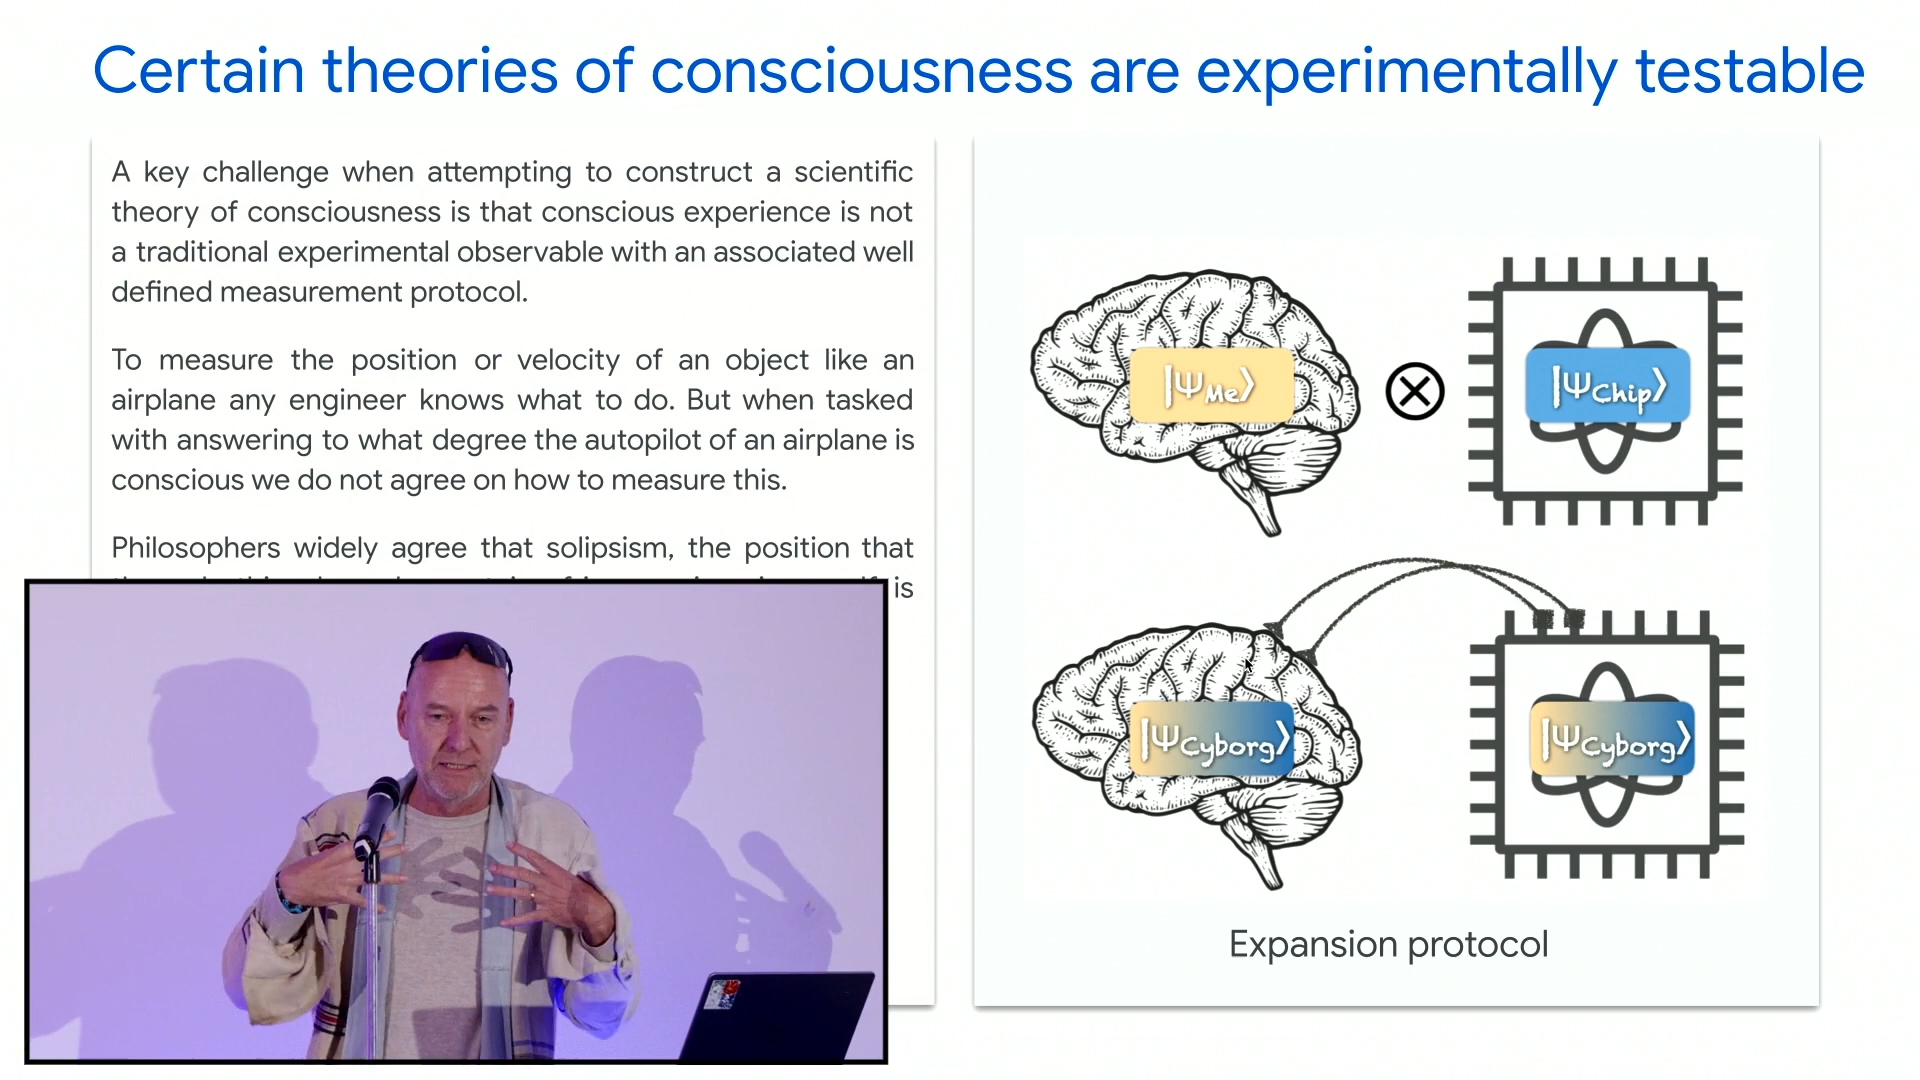 Certain theories of consciousness are experimentally testable
A key challenge when attempting to construct a scientific
theory of consciousness is that conscious experience is not
a traditional experimental observable with an associated well
defined measurement protocol.
To measure the position or velocity of an object like an
airplane any engineer knows what to do. But when tasked
with answering to what degree the autopilot of an airplane is
conscious we do not agree on how to measure this.
Philosophers widely agree that solipsism, the position that
is
|Ψ_Me⟩
⊗
|Ψ_Chip⟩
|Ψ_Cyborg⟩
|Ψ_Cyborg⟩
Expansion protocol